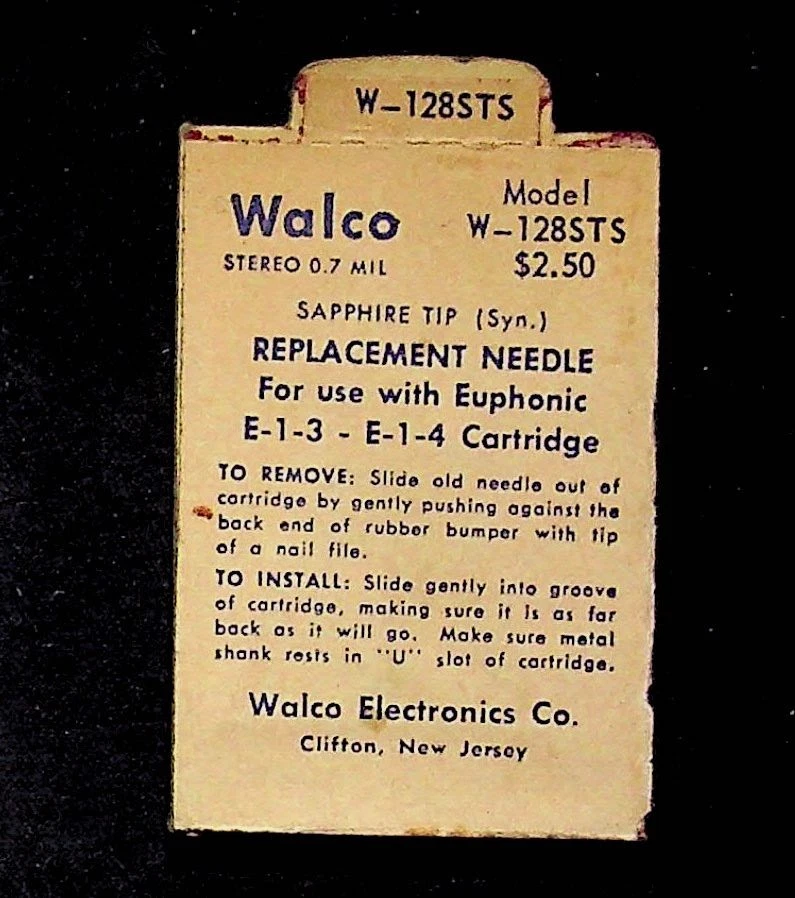 W-128STS
Walco
STEREO 0.7 MIL
Model
W-128STS
$2.50
SAPPHIRE TIP (Syn.)
REPLACEMENT NEEDLE
For use with Euphonic
E-1-3 - E-1-4 Cartridge
TO REMOVE: Slide old needle out of
cartridge by gently pushing against the
back end of rubber bumper with tip
of a nail file.
TO INSTALL: Slide gently into groove
of cartridge, making sure it is as far
back as it will go. Make sure metal
shank rests in "U" slot of cartridge.
Walco Electronics Co.
Clifton, New Jersey